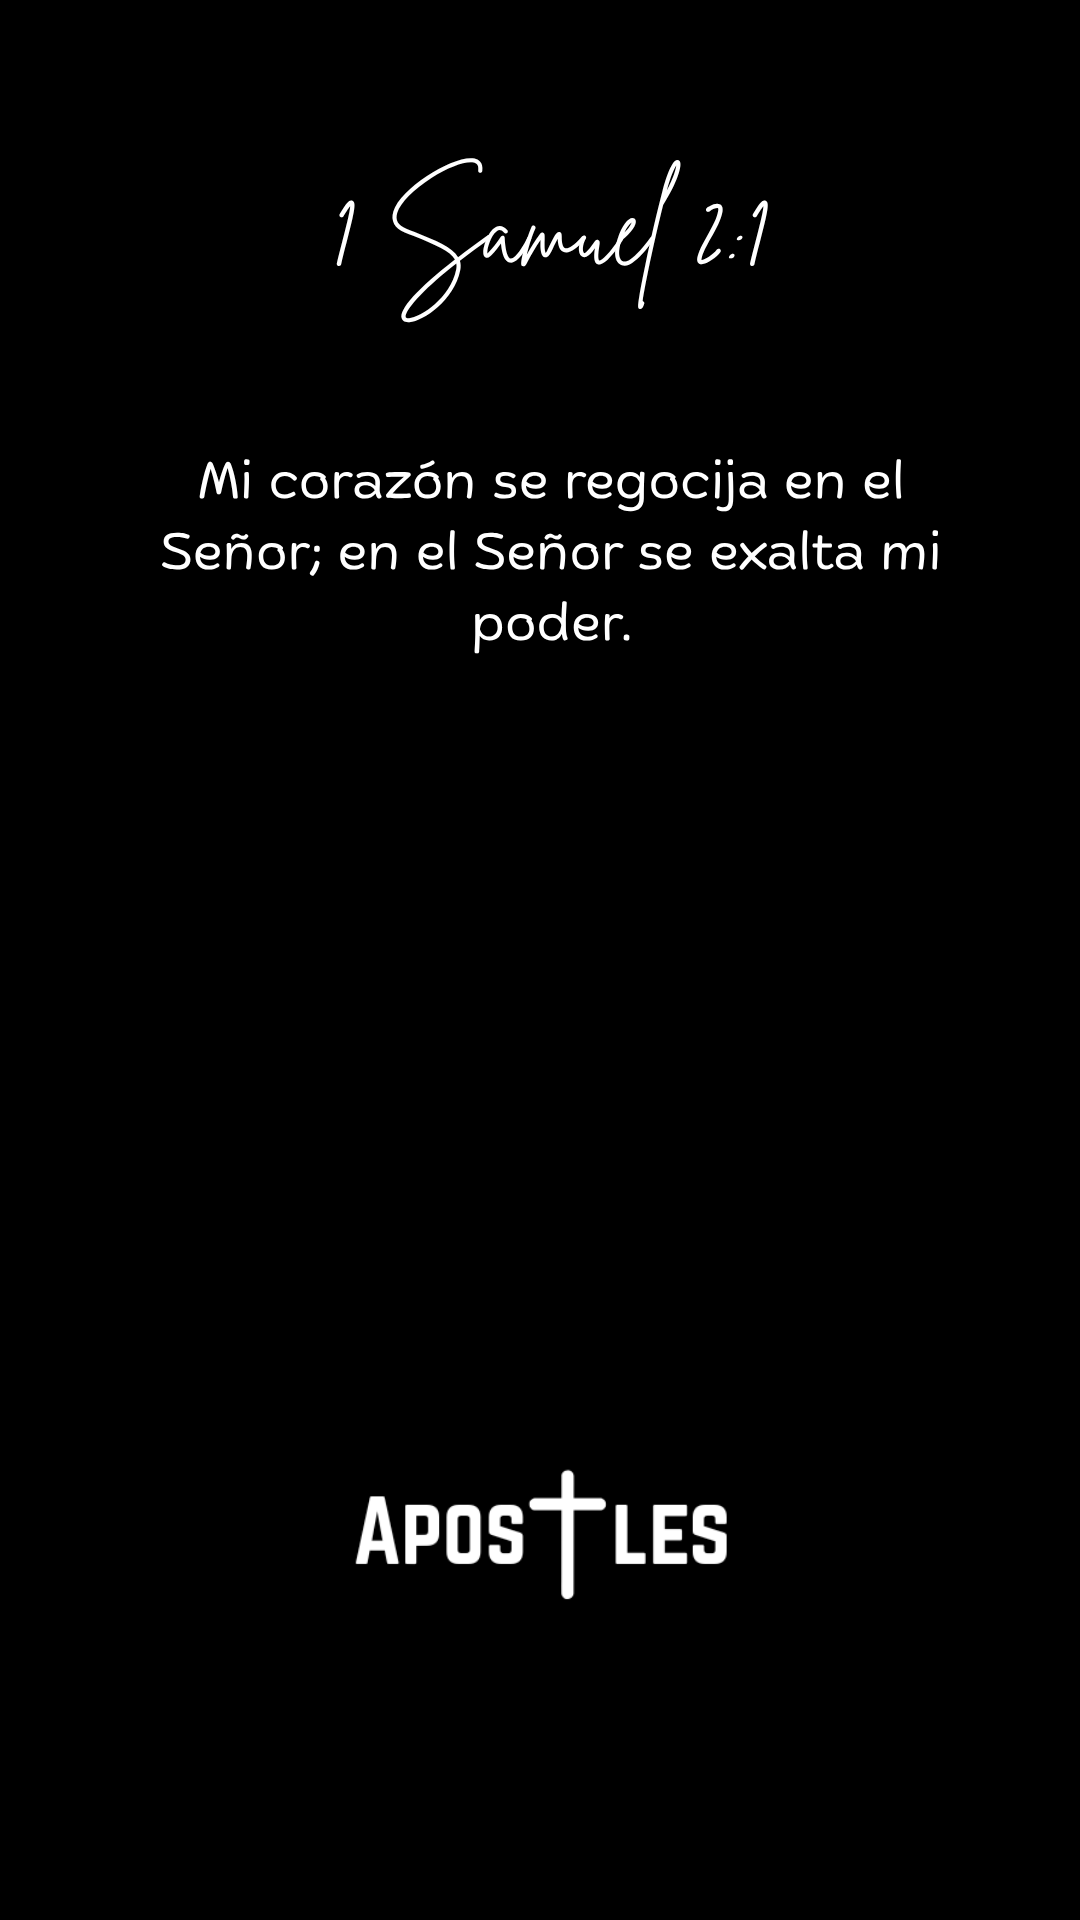 1 Samuel 2:1
Mi corazón se regocija en el
Señor; en el Señor se exalta mi
poder.
APOSTLES